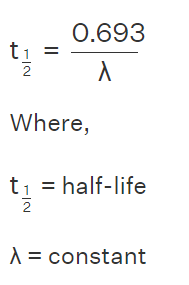 t½ = 0.693/λ
Where,
t½ = half-life
λ = constant